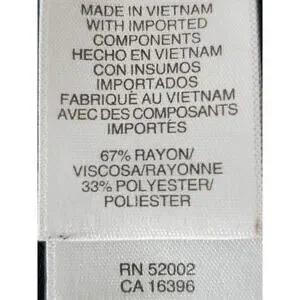 MADE IN VIETNAM
WITH IMPORTED
COMPONENTS
HECHO EN VIETNAM
CON INSUMOS
IMPORTADOS
FABRIQUÉ AU VIETNAM
AVEC DES COMPOSANTS
IMPORTÉS
67% RAYON/
VISCOSA/RAYONNE
33% POLYESTER/
POLIESTER
RN 52002
CA 16396